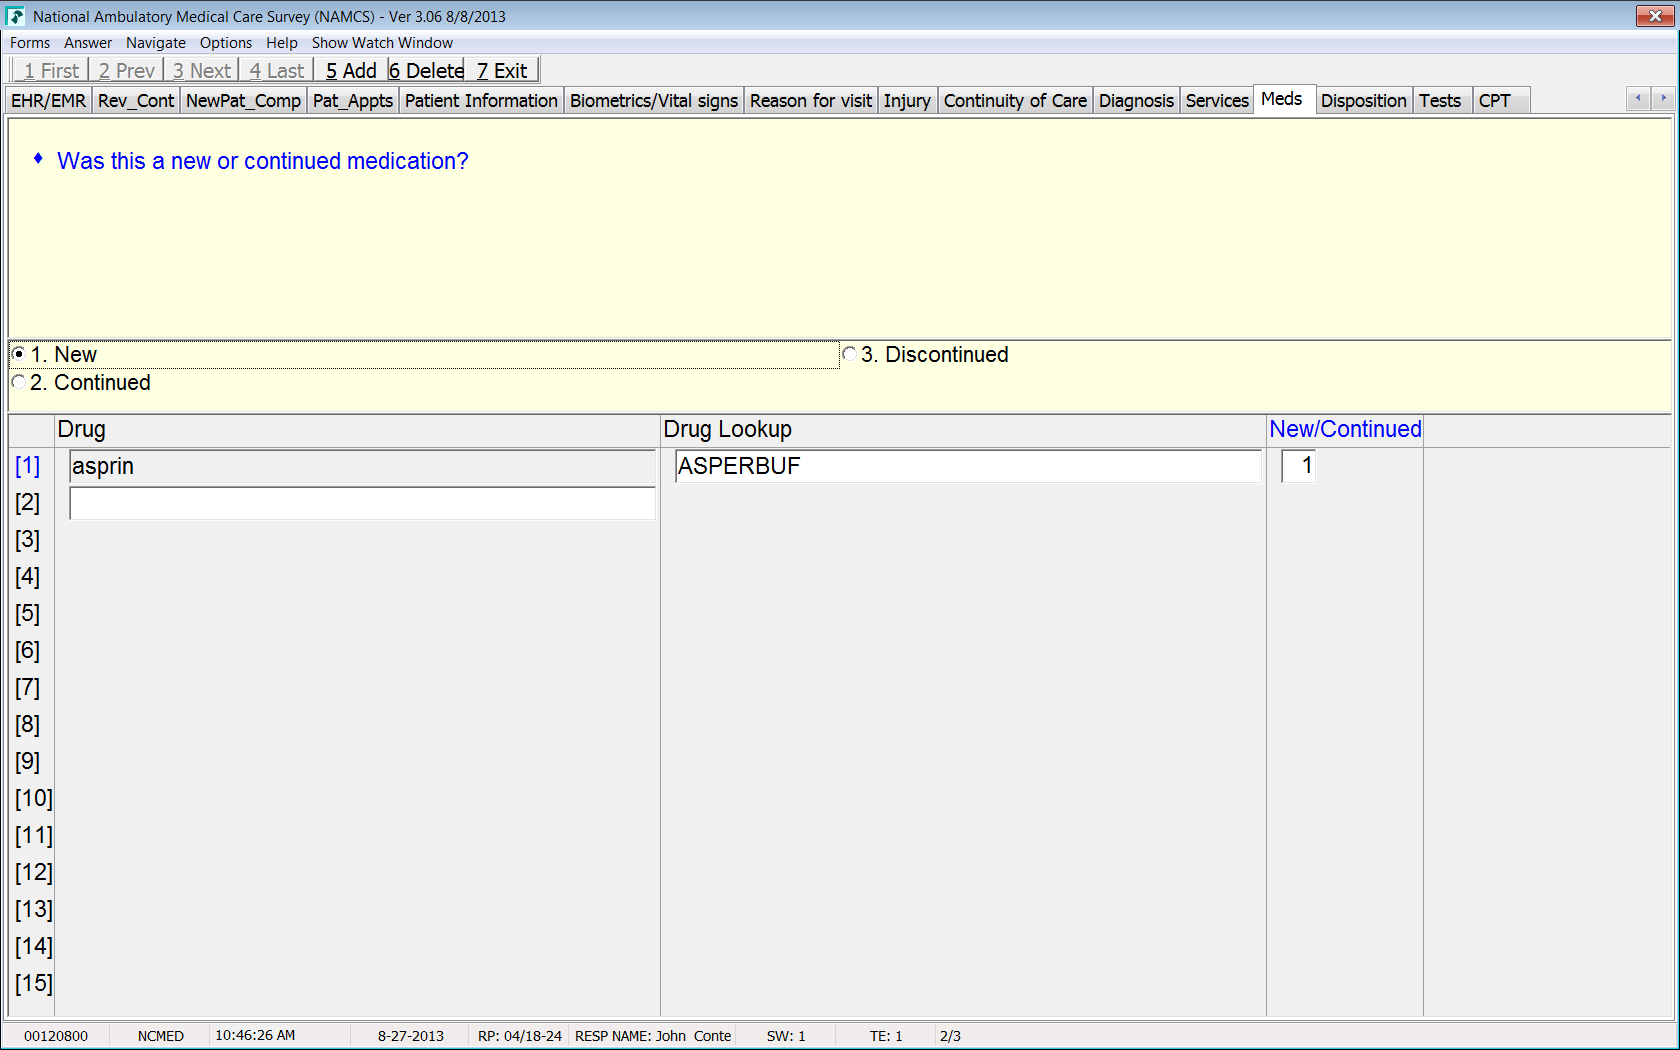 National Ambulatory Medical Care Survey (NAMCS) - Ver 3.06 8/8/2013
Forms Answer Navigate Options Help Show Watch Window
1 First 2 Prev 3 Next 4 Last 5 Add 6 Delete 7 Exit
EHR/EMR Rev_Cont NewPat_Comp Pat_Appts Patient Information Biometrics/Vital signs Reason for visit Injury Continuity of Care Diagnosis Services Meds Disposition Tests CPT
Was this a new or continued medication?
1. New 3. Discontinued
2. Continued
Drug Drug Lookup New/Continued
[1] asprin ASPERBUF 1
[2]
[3]
[4]
[5]
[6]
[7]
[8]
[9]
[10]
[11]
[12]
[13]
[14]
[15]
00120800 NCMED 10:46:26 AM 8-27-2013 RP: 04/18-24 RESP NAME: John Conte SW: 1 TE: 1 2/3